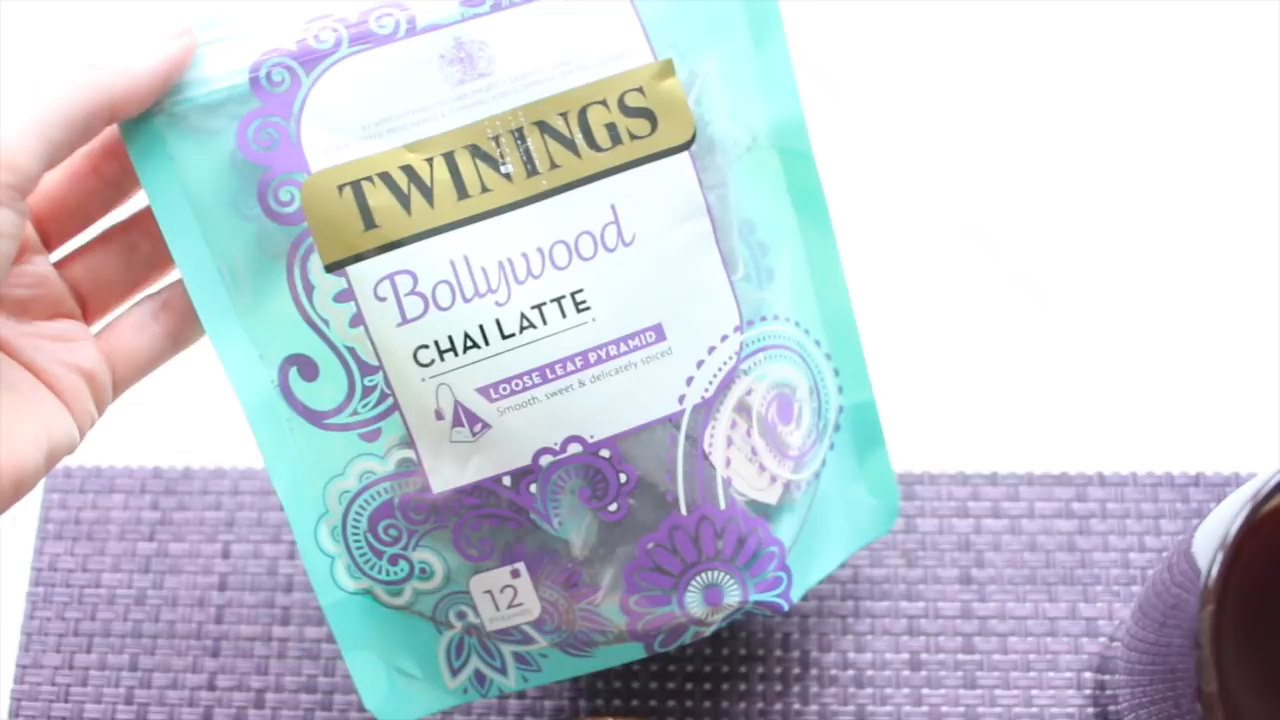 TWININGS
Bollywood
CHAI LATTE
LOOSE LEAF PYRAMID
Smooth, sweet & delicately spiced
12